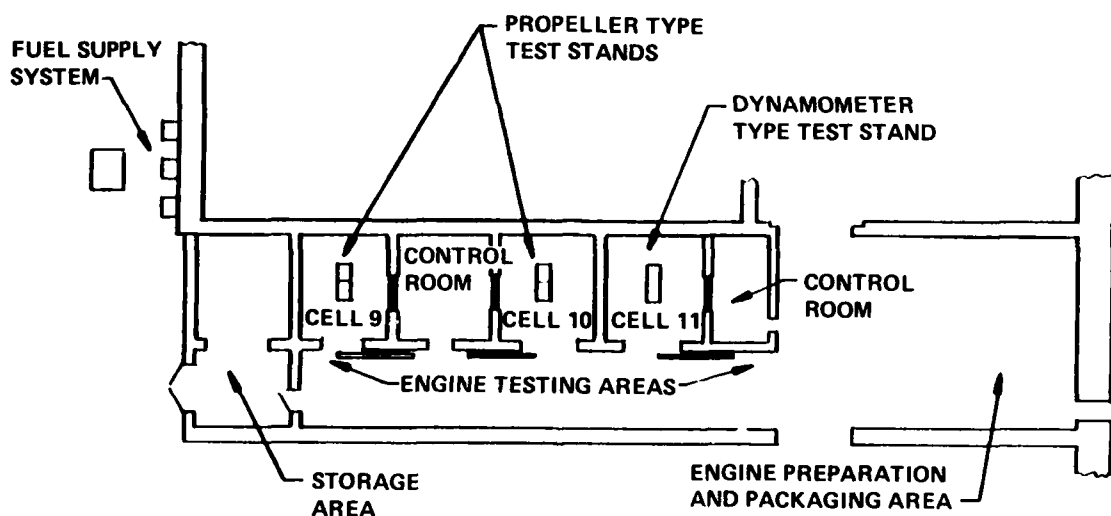 PROPELLER TYPE
TEST STANDS
FUEL SUPPLY
SYSTEM
DYNAMOMETER
TYPE TEST STAND
CONTROL
ROOM
CONTROL
ROOM
CELL 9
CELL 10
CELL 11
ENGINE TESTING AREAS
STORAGE
AREA
ENGINE PREPARATION
AND PACKAGING AREA